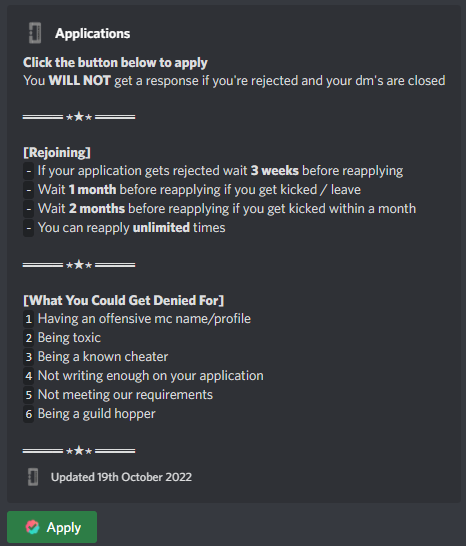 Applications
Click the button below to apply
You WILL NOT get a response if you're rejected and your dm's are closed
═════ ⋆★⋆ ═════
[Rejoining]
- If your application gets rejected wait 3 weeks before reapplying
- Wait 1 month before reapplying if you get kicked / leave
- Wait 2 months before reapplying if you get kicked within a month
- You can reapply unlimited times
═════ ⋆★⋆ ═════
[What You Could Get Denied For]
1 Having an offensive mc name/profile
2 Being toxic
3 Being a known cheater
4 Not writing enough on your application
5 Not meeting our requirements
6 Being a guild hopper
═════ ⋆★⋆ ═════
Updated 19th October 2022
Apply